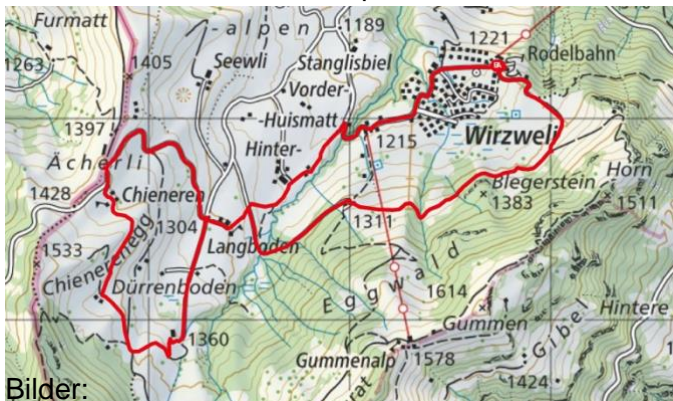 Furmatt
1189
1221
-alpen
Rodelbahn
1263
1405
Seewli
Stanglisbiel
Vorder-
1397
-Huismatt
Wirzweli
Ächerli
Hinter-
1215
Horn
1428
Chieneren
Blegerstein
1383
1511
1304
1311
Langboden
1533
Chienerenegg
Dürrenboden
Eggwald
1614
Hintere
1360
Gummen
Gibel
Gummenalp
1578
1424
rat
Bilder: